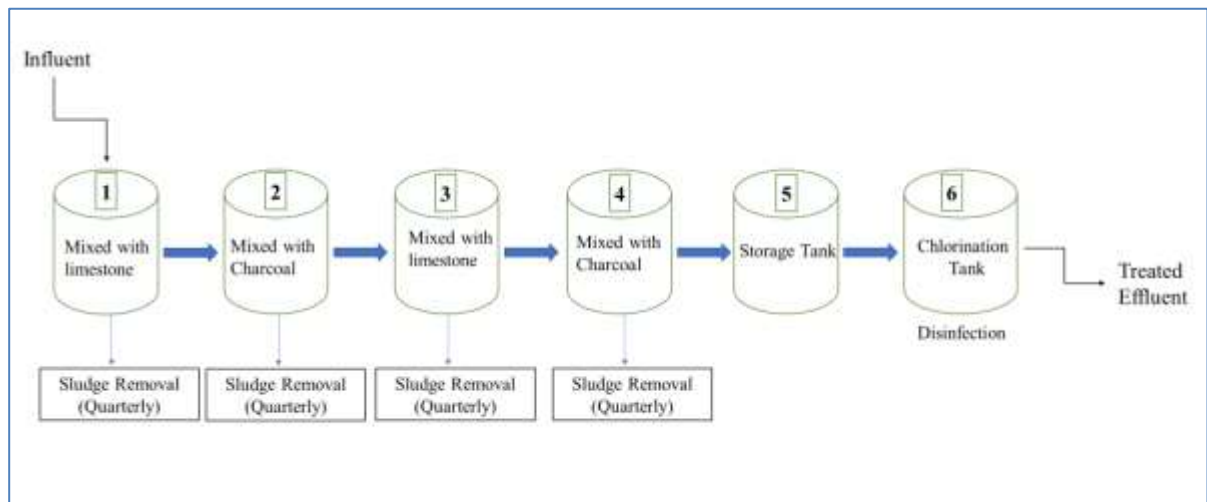 Influent
1
2
3
4
5
6
Mixed with
limestone
Mixed with
Charcoal
Mixed with
limestone
Mixed with
Charcoal
Storage Tank
Chlorination
Tank
Treated
Effluent
Disinfection
Sludge Removal
(Quarterly)
Sludge Removal
(Quarterly)
Sludge Removal
(Quarterly)
Sludge Removal
(Quarterly)